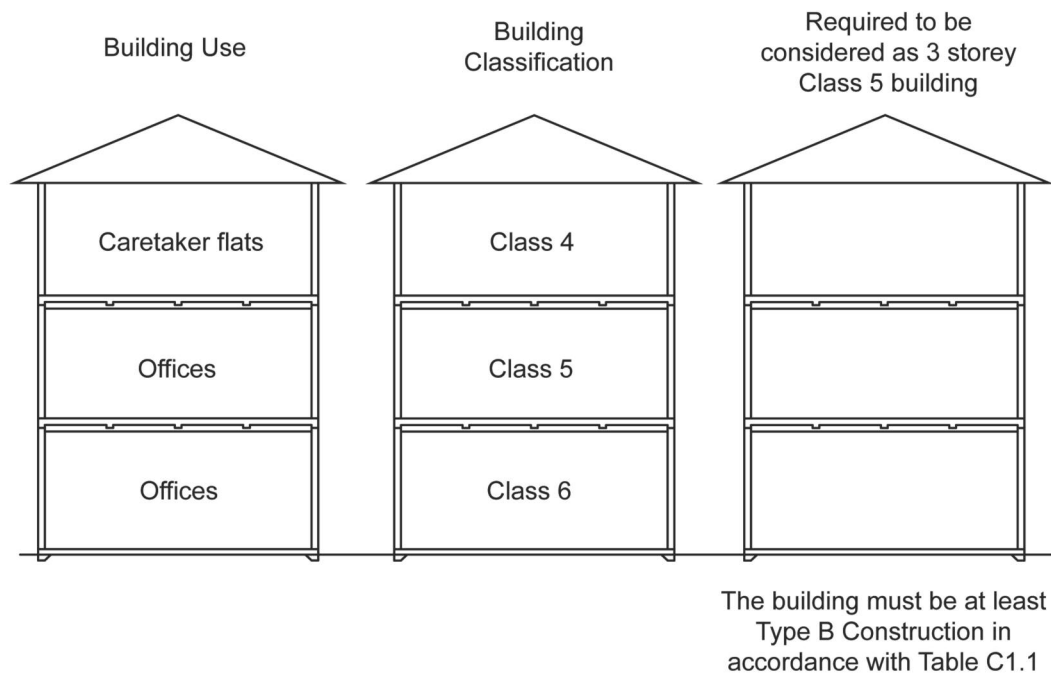 Building Use
Caretaker flats
Offices
Offices
Building
Classification
Class 4
Class 5
Class 6
Required to be
considered as 3 storey
Class 5 building
The building must be at least
Type B Construction in
accordance with Table C1.1